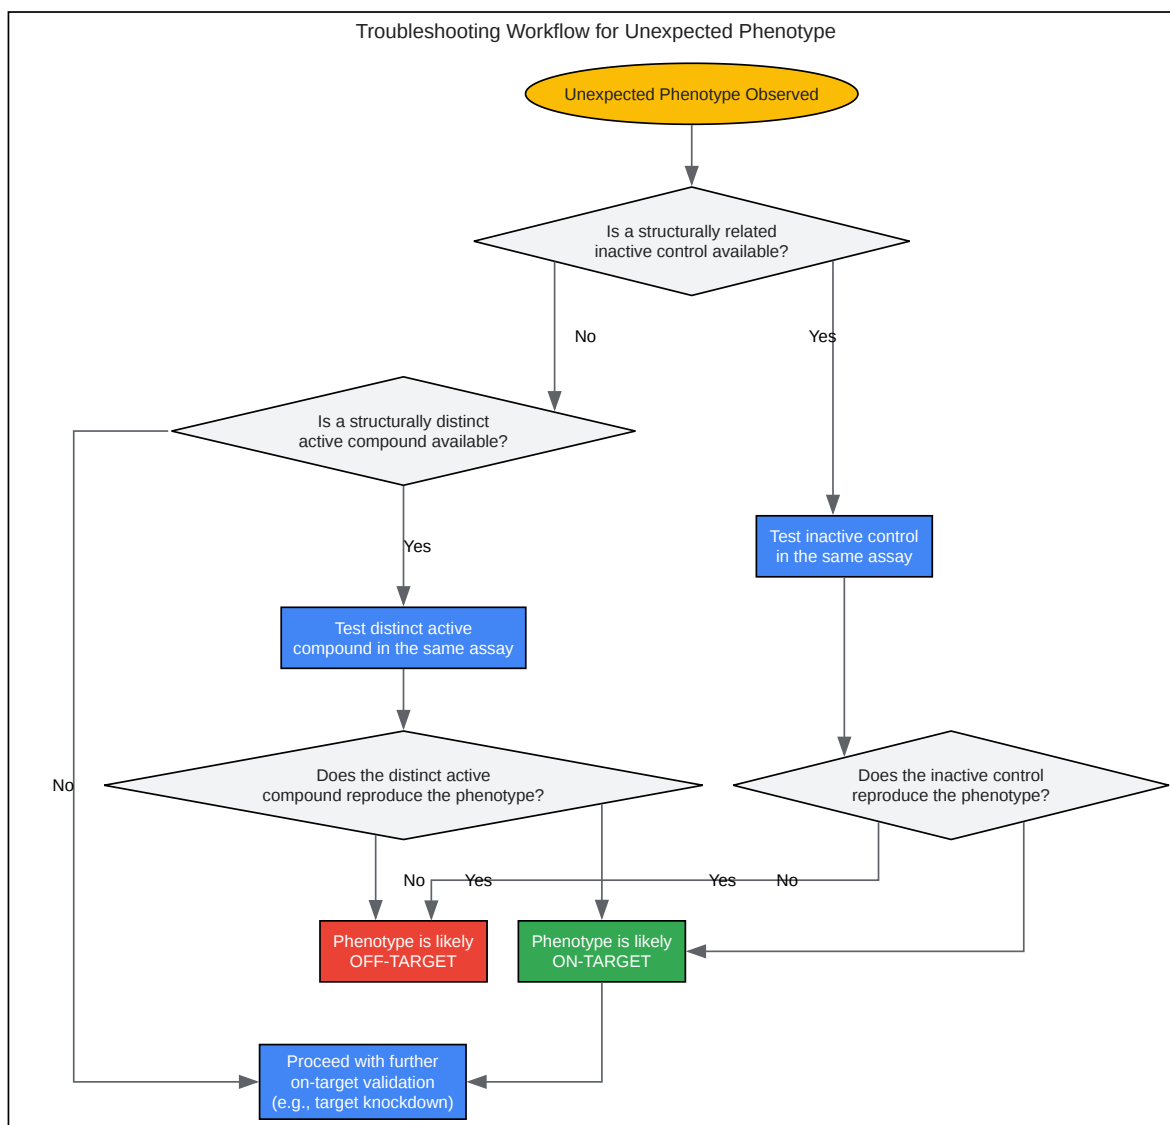 Troubleshooting Workflow for Unexpected Phenotype
Unexpected Phenotype Observed
Is a structurally related
inactive control available?
No
Yes
Is a structurally distinct
active compound available?
Yes
Test inactive control
in the same assay
Test distinct active
compound in the same assay
No
Does the distinct active
compound reproduce the phenotype?
Does the inactive control
reproduce the phenotype?
No
Yes
Yes
No
Phenotype is likely
OFF-TARGET
Phenotype is likely
ON-TARGET
Proceed with further
on-target validation
(e.g., target knockdown)